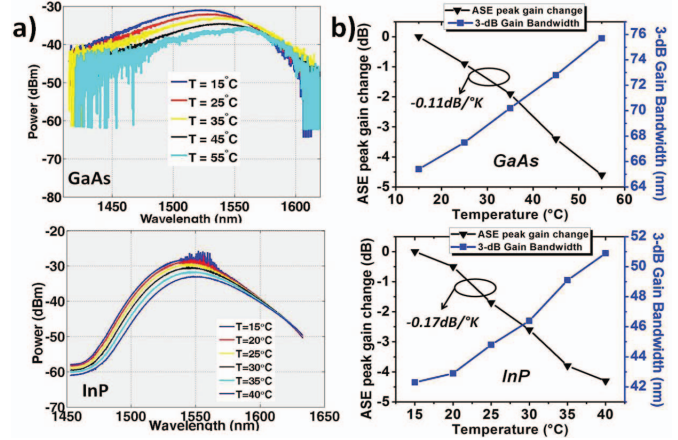 a)
-20
-30
-40
-50
-60
-70
-80
Power (dBm)
T = 15°C
T = 25°C
T = 35°C
T = 45°C
T = 55°C
GaAs
1450 1500 1550 1600
Wavelength (nm)
-20
-30
-40
-50
-60
-70
Power (dBm)
T=15°C
T=20°C
T=25°C
T=30°C
T=35°C
T=40°C
InP
1450 1500 1550 1600 1650
Wavelength (nm)
b)
ASE peak gain change
3-dB Gain Bandwidth
0
-1
-2
-3
-4
-5
ASE peak gain change (dB)
-0.11dB/°K
GaAs
76
74
72
70
68
66
64
3-dB Gain Bandwidth (nm)
10 20 30 40 50 60
Temperature (°C)
ASE peak gain change
3-dB Gain Bandwidth
0
-1
-2
-3
-4
-5
ASE peak gain change (dB)
-0.17dB/°K
InP
52
50
48
46
44
42
3-dB Gain Bandwidth (nm)
15 20 25 30 35 40
Temperature (°C)